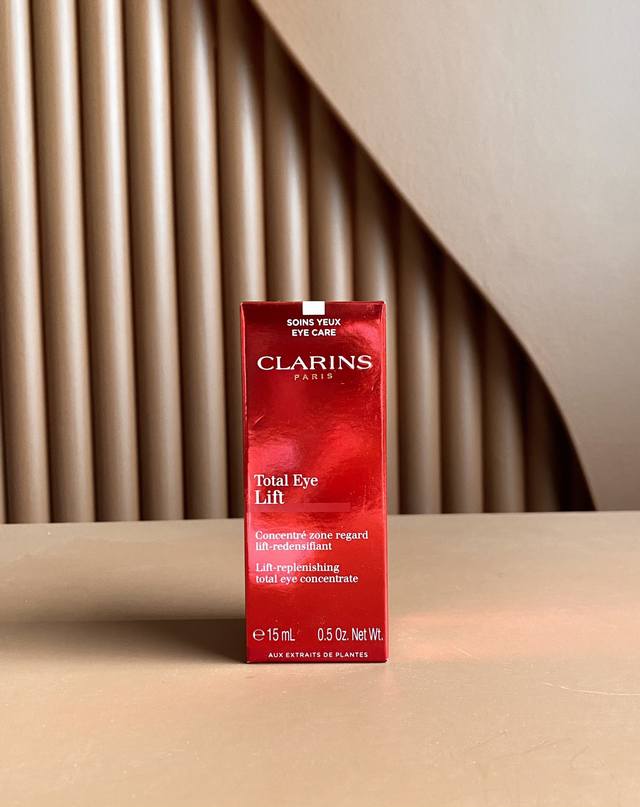 SOINS YEUX
EYE CARE
CLARINS
PARIS
Total Eye
Lift
Concentré zone regard
lift-redensifiant
Lift-replenishing
total eye concentrate
℮ 15 mL 0.5 Oz. Net Wt.
AUX EXTRAITS DE PLANTES